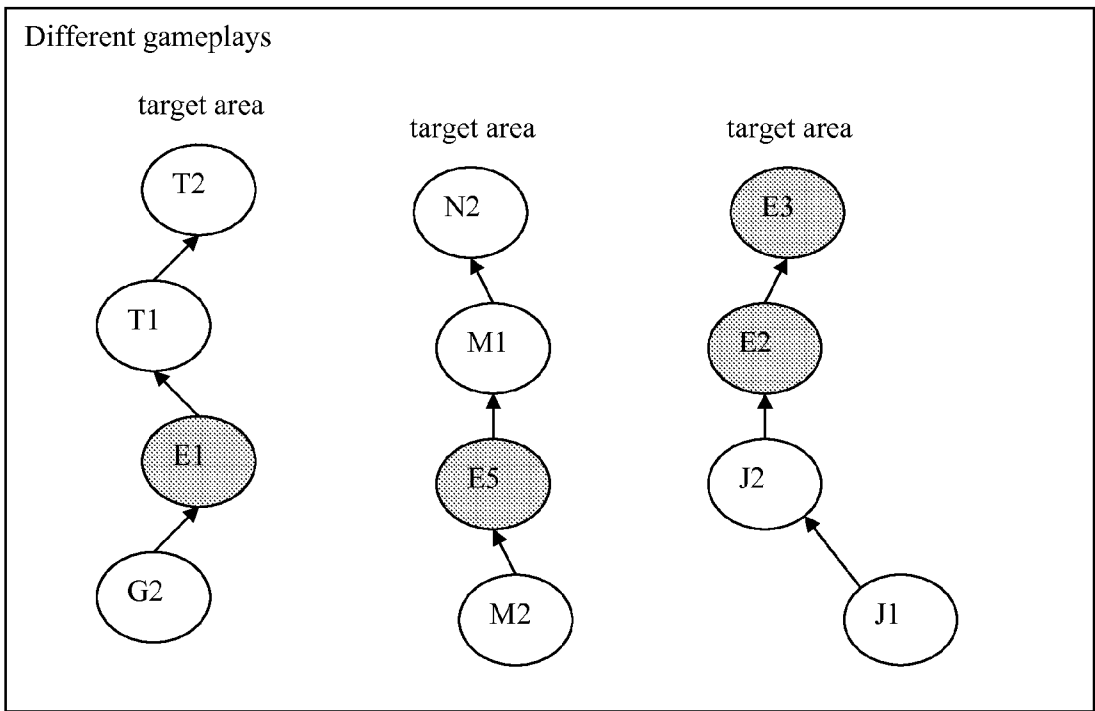 Different gameplays
target area
T2
T1
E1
G2
target area
N2
M1
E5
M2
target area
E3
E2
J2
J1